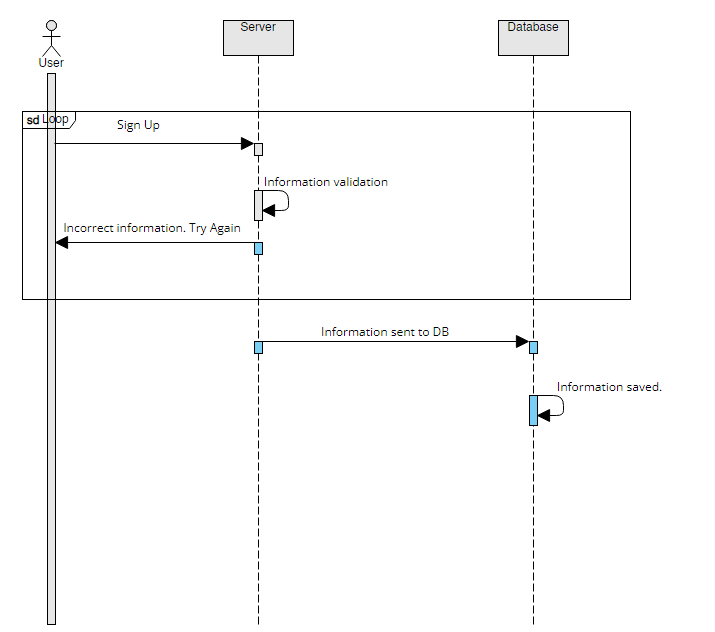 Server
Database
User
sd Loop
Sign Up
Information validation
Incorrect information. Try Again
Information sent to DB
Information saved.